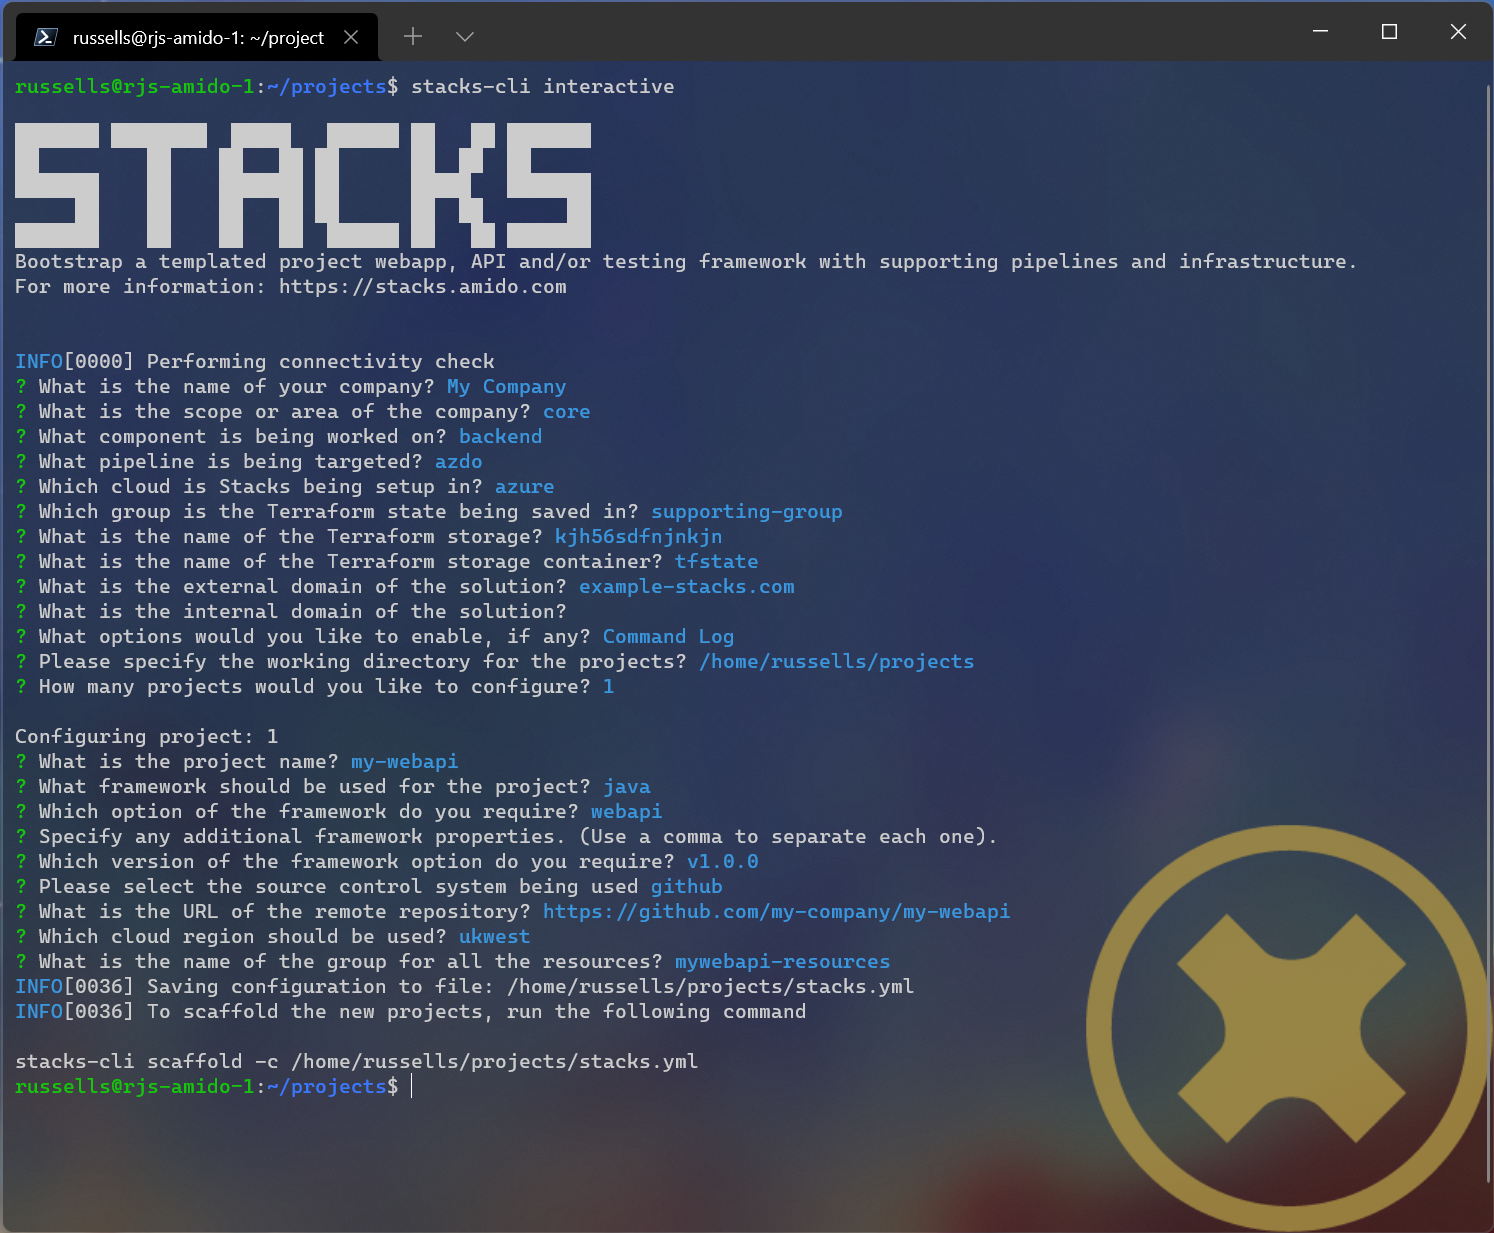 russells@rjs-amido-1: ~/project
russells@rjs-amido-1:~/projects$ stacks-cli interactive
STACKS
Bootstrap a templated project webapp, API and/or testing framework with supporting pipelines and infrastructure.
For more information: https://stacks.amido.com
INFO[0000] Performing connectivity check
? What is the name of your company? My Company
? What is the scope or area of the company? core
? What component is being worked on? backend
? What pipeline is being targeted? azdo
? Which cloud is Stacks being setup in? azure
? Which group is the Terraform state being saved in? supporting-group
? What is the name of the Terraform storage? kjh56sdfnjnkjn
? What is the name of the Terraform storage container? tfstate
? What is the external domain of the solution? example-stacks.com
? What is the internal domain of the solution?
? What options would you like to enable, if any? Command Log
? Please specify the working directory for the projects? /home/russells/projects
? How many projects would you like to configure? 1
Configuring project: 1
? What is the project name? my-webapi
? What framework should be used for the project? java
? Which option of the framework do you require? webapi
? Specify any additional framework properties. (Use a comma to separate each one).
? Which version of the framework option do you require? v1.0.0
? Please select the source control system being used github
? What is the URL of the remote repository? https://github.com/my-company/my-webapi
? Which cloud region should be used? ukwest
? What is the name of the group for all the resources? mywebapi-resources
INFO[0036] Saving configuration to file: /home/russells/projects/stacks.yml
INFO[0036] To scaffold the new projects, run the following command
stacks-cli scaffold -c /home/russells/projects/stacks.yml
russells@rjs-amido-1:~/projects$